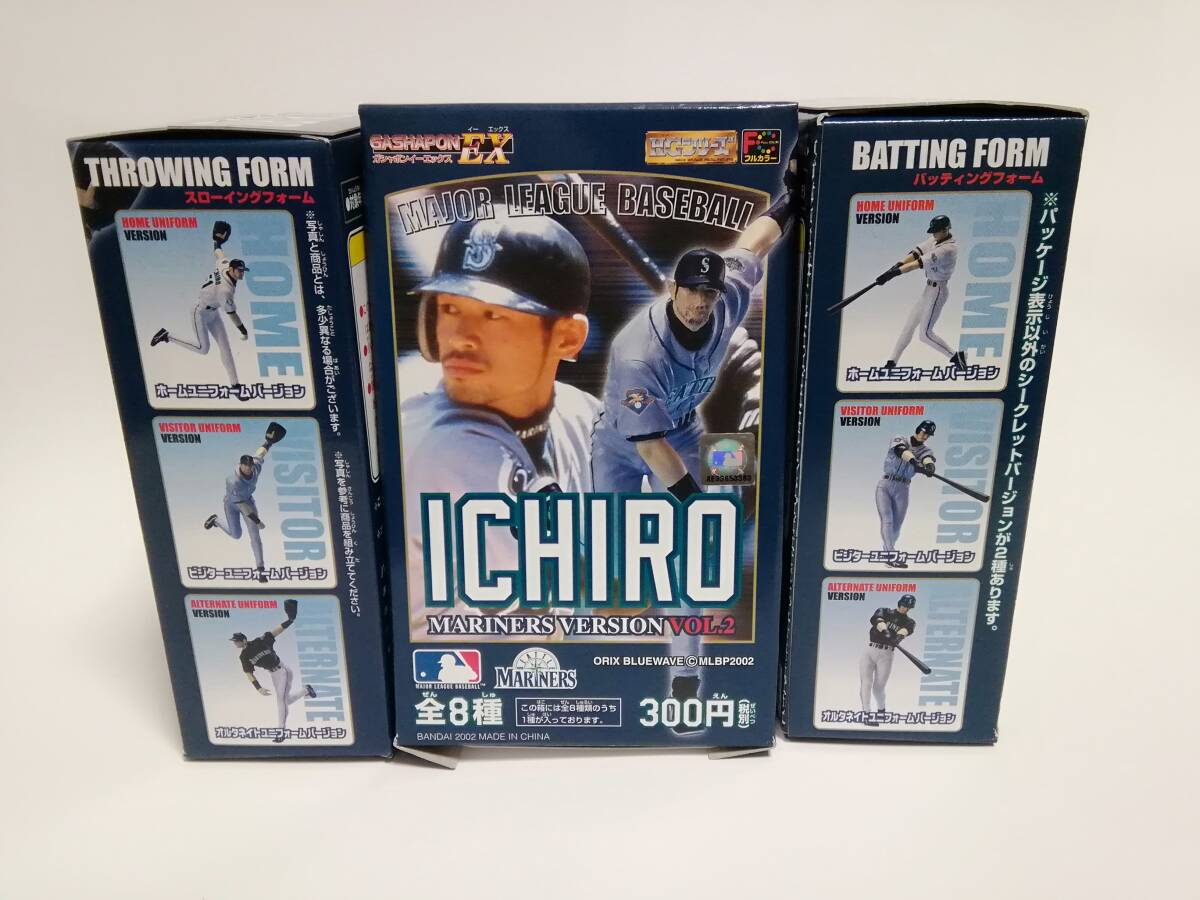 THROWING FORM
スローイングフォーム
HOME UNIFORM
VERSION
HOME
ホームユニフォームバージョン
VISITOR UNIFORM
VERSION
VISITOR
ビジターユニフォームバージョン
ALTERNATE UNIFORM
VERSION
ALTERNATE
オルタネイトユニフォームバージョン
※写真と商品とは、多少異なる場合がございます。
※写真を参考に商品を組み立ててください。
GASHAPON EX
イー エックス
ガシャポンイーエックス
HGシリーズ
フルカラー
MAJOR LEAGUE BASEBALL
S
ICHIRO
MARINERS VERSION VOL.2
MAJOR LEAGUE BASEBALL
MARINERS
ORIX BLUEWAVE ©MLBP2002
全8種
この箱には全8種類のうち
1種が入っております。
300円(税別)
BANDAI 2002 MADE IN CHINA
BATTING FORM
バッティングフォーム
HOME UNIFORM
VERSION
HOME
ホームユニフォームバージョン
VISITOR UNIFORM
VERSION
VISITOR
ビジターユニフォームバージョン
ALTERNATE UNIFORM
VERSION
ALTERNATE
オルタネイトユニフォームバージョン
※パッケージ表示以外のシークレットバージョンが2種あります。